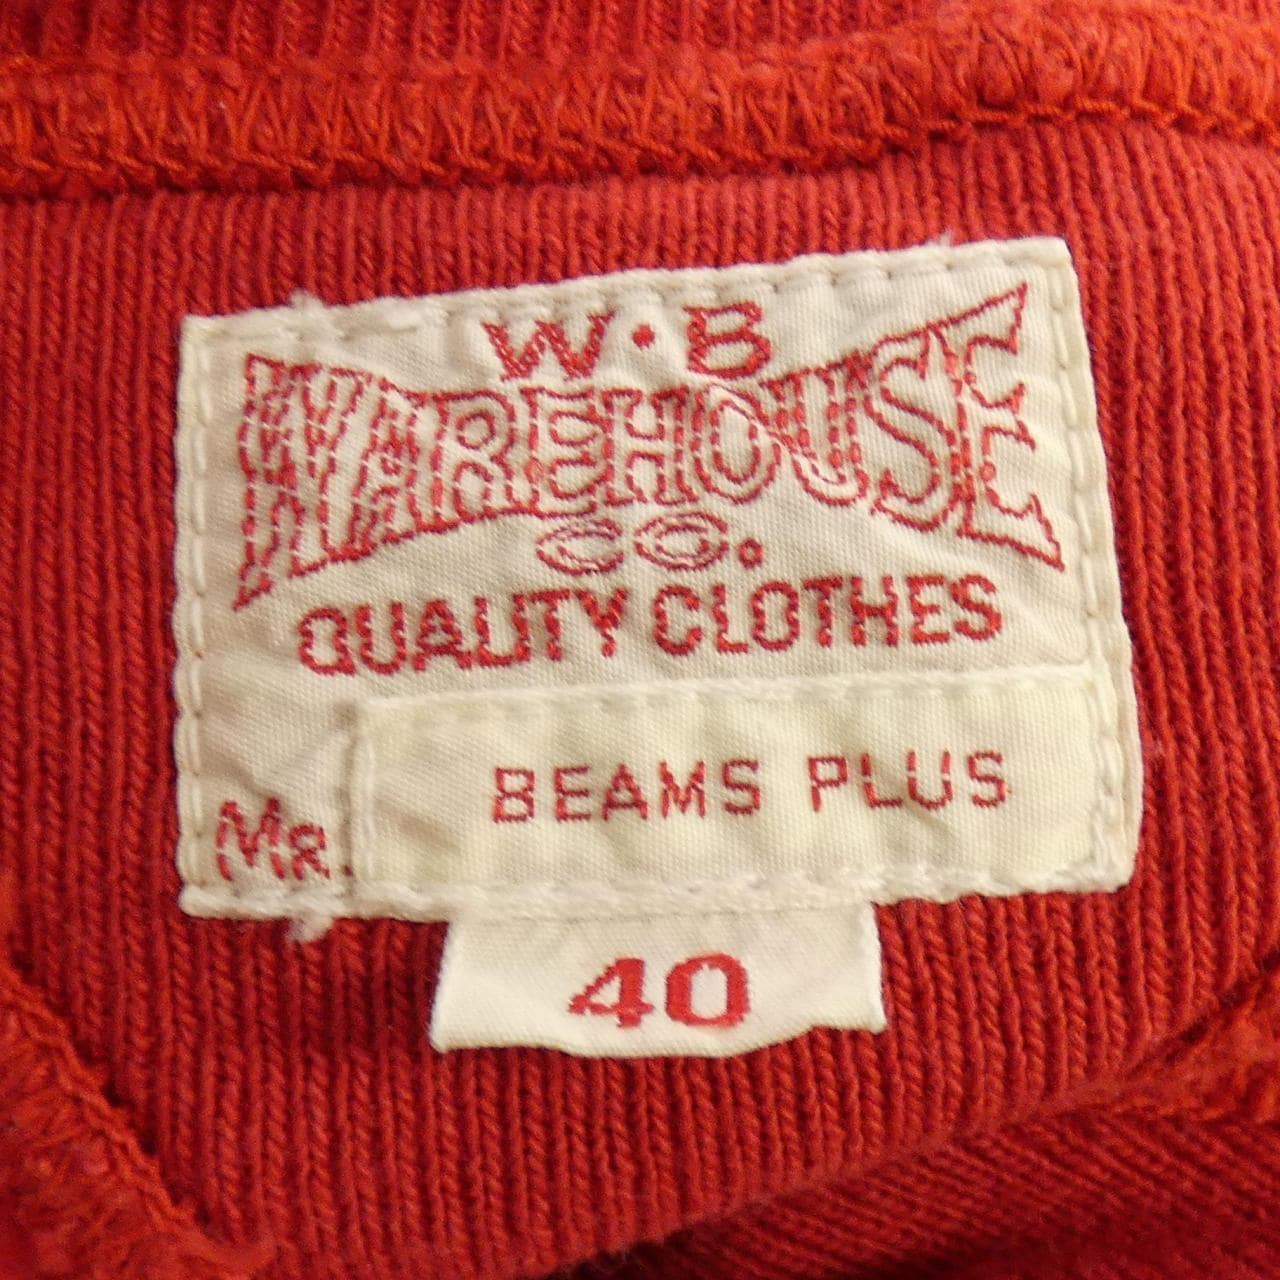 W·B
WAREHOUSE
CO.
QUALITY CLOTHES
BEAMS PLUS
MR.
40